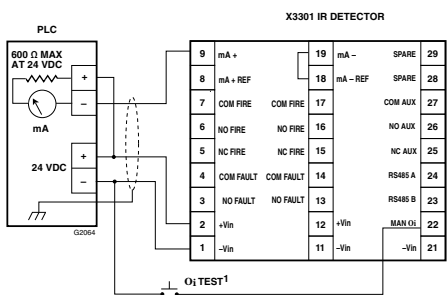 X3301 IR DETECTOR
PLC
600 Ω MAX
AT 24 VDC
+
–
mA
24 VDC
+
–
G2064
9 mA + 19 mA – SPARE 29
8 mA + REF 18 mA – REF SPARE 28
7 COM FIRE COM FIRE 17 COM AUX 27
6 NO FIRE NO FIRE 16 NO AUX 26
5 NC FIRE NC FIRE 15 NC AUX 25
4 COM FAULT COM FAULT 14 RS485 A 24
3 NO FAULT NO FAULT 13 RS485 B 23
2 +Vin 12 +Vin MAN Oi 22
1 –Vin 11 –Vin –Vin 21
Oi TEST1